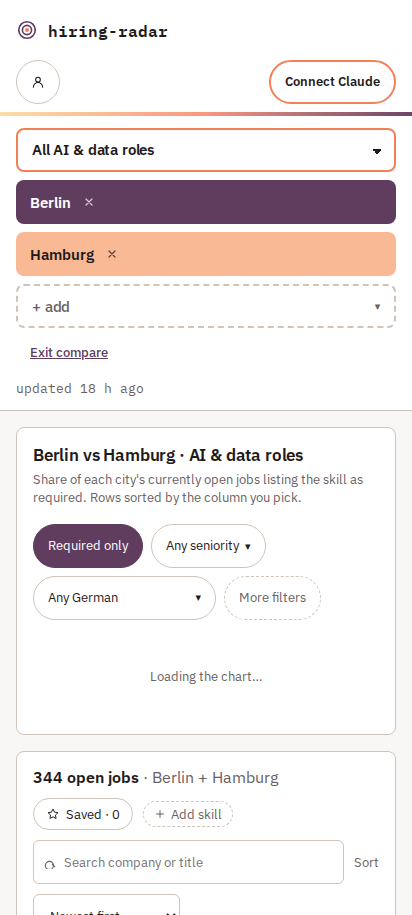 hiring-radar
Connect Claude
All AI & data roles
Berlin ×
Hamburg ×
+ add ▾
Exit compare
updated 18 h ago
Berlin vs Hamburg · AI & data roles
Share of each city's currently open jobs listing the skill as
required. Rows sorted by the column you pick.
Required only
Any seniority ▾
Any German ▾
More filters
Loading the chart…
344 open jobs · Berlin + Hamburg
Saved · 0
+ Add skill
Search company or title
Sort
Newest first